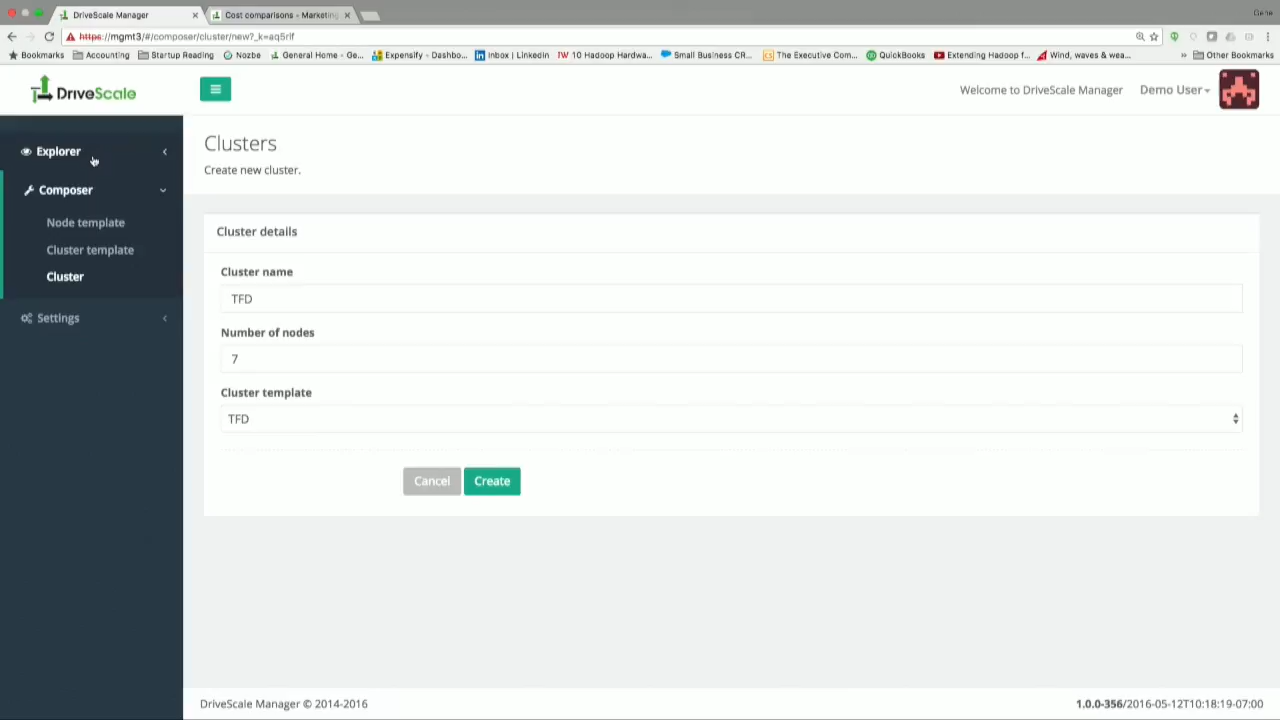 Gene
DriveScale Manager
Cost comparisons - Marketing
https://mgmt3/#/composer/cluster/new?_k=aq5rlf
Bookmarks Accounting Startup Reading Nozbe General Home - Ge... Expensify - Dashbo... Inbox | LinkedIn 10 Hadoop Hardwa... Small Business CR... The Executive Com... QuickBooks Extending Hadoop f... Wind, waves & wea... » Other Bookmarks
DriveScale
Welcome to DriveScale Manager Demo User
Explorer
Composer
Node template
Cluster template
Cluster
Settings
Clusters
Create new cluster.
Cluster details
Cluster name
TFD
Number of nodes
7
Cluster template
TFD
Cancel Create
DriveScale Manager © 2014-2016
1.0.0-356/2016-05-12T10:18:19-07:00